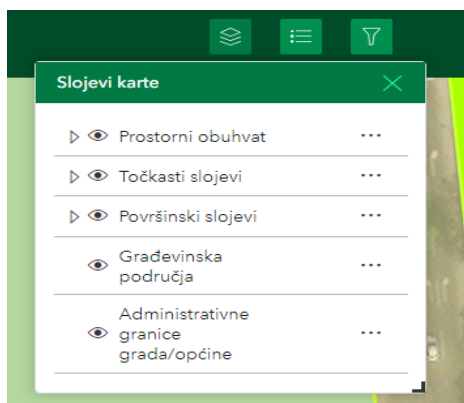 Slojevi karte
Prostorni obuhvat
Točkasti slojevi
Površinski slojevi
Građevinska
područja
Administrativne
granice
grada/općine